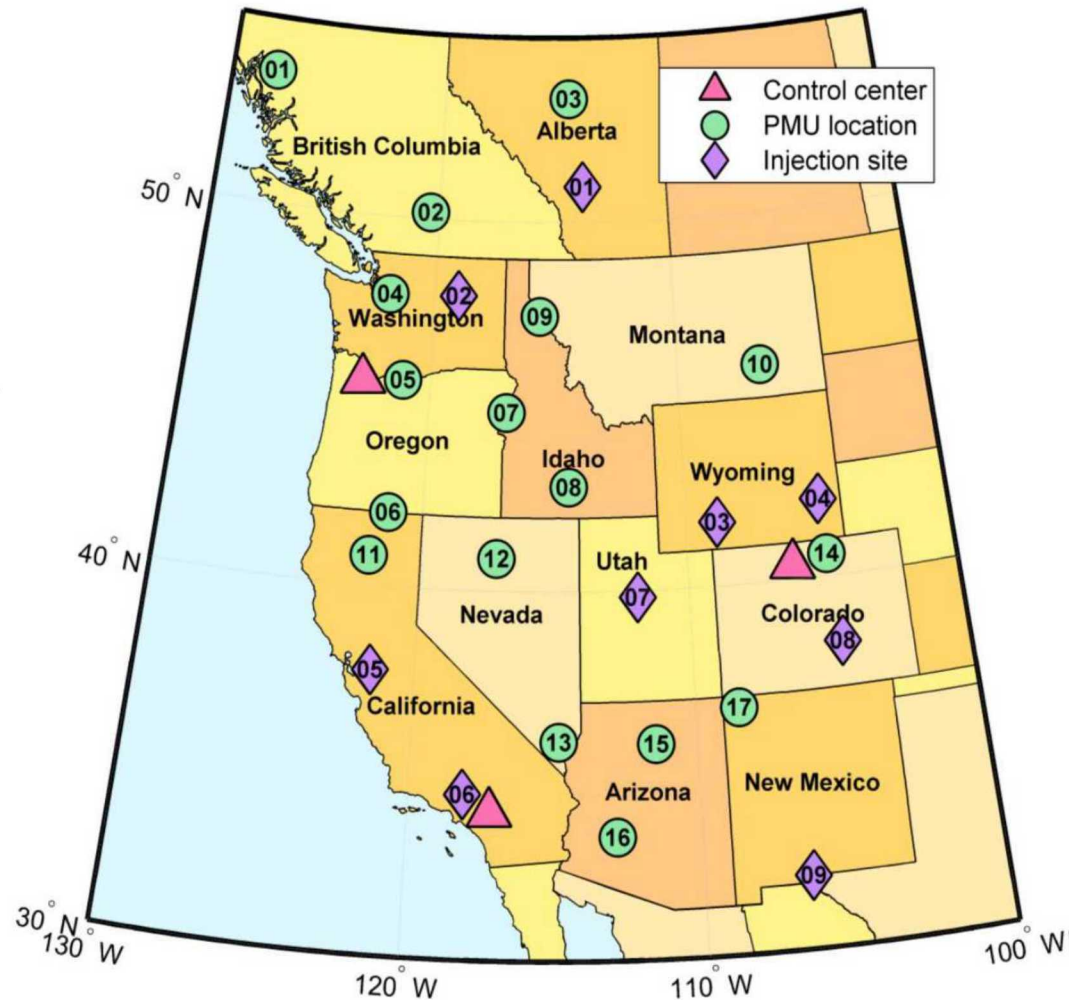 01
03
Alberta
Control center
PMU location
Injection site
British Columbia
01
50° N
02
04
02
Washington
09
Montana
05
10
07
Oregon
Idaho
08
Wyoming
04
03
06
40° N
11
12
Utah
14
07
Nevada
Colorado
08
05
California
17
13
15
New Mexico
06
Arizona
16
09
30° N
130° W
120° W
110° W
100° W